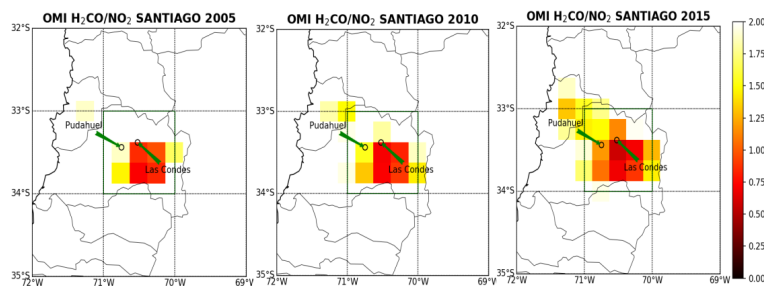 OMI H₂CO/NO₂ SANTIAGO 2005
32°S
33°S
34°S
35°S
72°W
71°W
70°W
69°W
Pudahuel
Las Condes
OMI H₂CO/NO₂ SANTIAGO 2010
32°S
33°S
34°S
35°S
72°W
71°W
70°W
69°W
Pudahuel
Las Condes
OMI H₂CO/NO₂ SANTIAGO 2015
32°S
33°S
34°S
35°S
72°W
71°W
70°W
69°W
Pudahuel
Las Condes
2.00
1.75
1.50
1.25
1.00
0.75
0.50
0.25
0.00